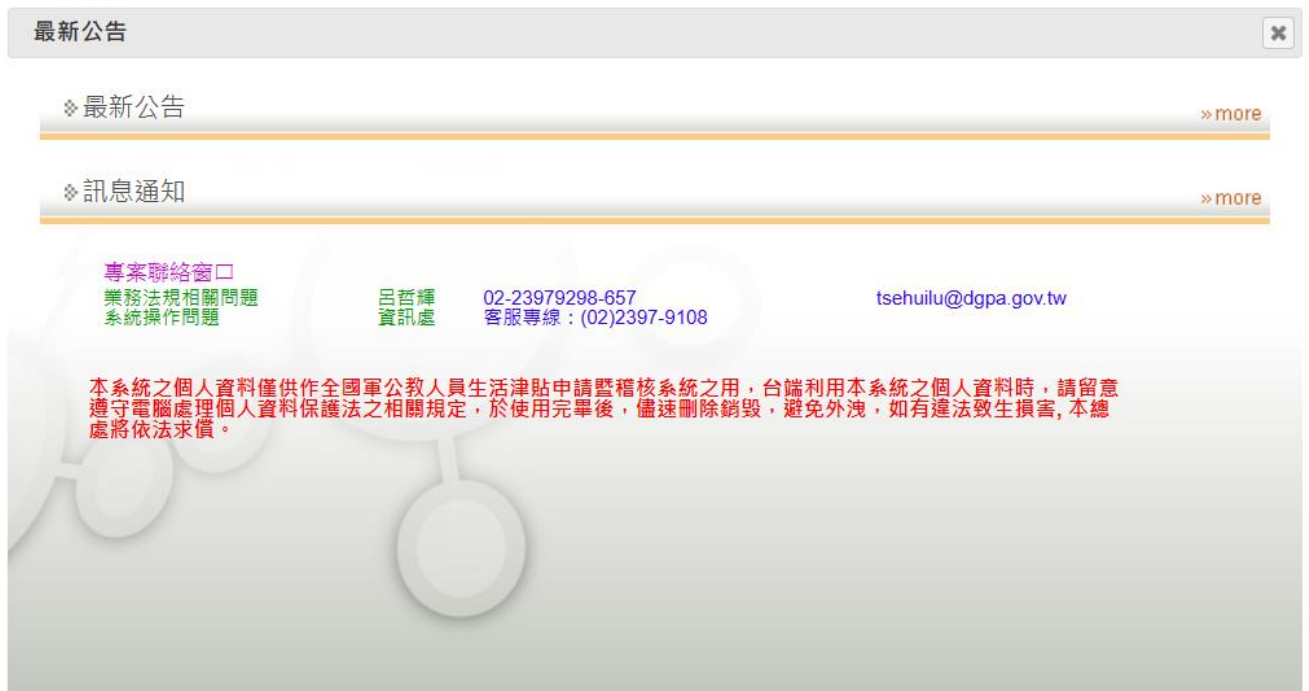 最新公告
最新公告
»more
訊息通知
»more
專案聯絡窗口
業務法規相關問題 呂哲輝 02-23979298-657 tsehuilu@dgpa.gov.tw
系統操作問題 資訊處 客服專線：(02)2397-9108
本系統之個人資料僅供作全國軍公教人員生活津貼申請暨稽核系統之用，台端利用本系統之個人資料時，請留意
遵守電腦處理個人資料保護法之相關規定，於使用完畢後，儘速刪除銷毀，避免外洩，如有違法致生損害, 本總
處將依法求償。